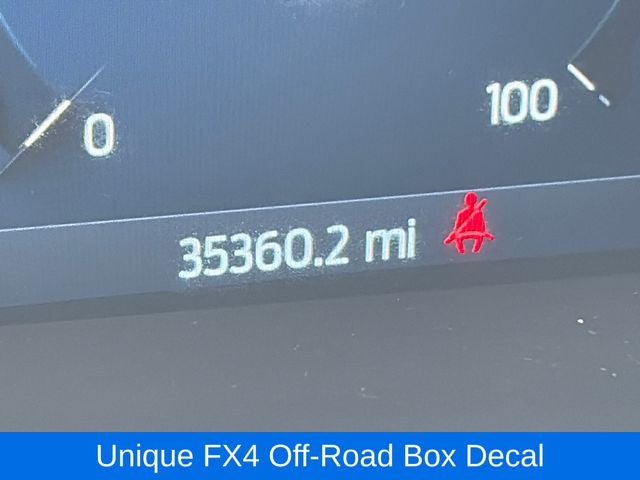 0
100
35360.2 mi
Unique FX4 Off-Road Box Decal